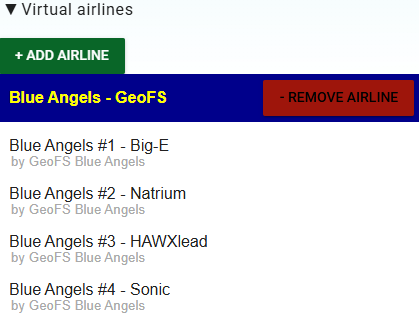 ▼ Virtual airlines
+ ADD AIRLINE
Blue Angels - GeoFS
- REMOVE AIRLINE
Blue Angels #1 - Big-E
by GeoFS Blue Angels
Blue Angels #2 - Natrium
by GeoFS Blue Angels
Blue Angels #3 - HAWXlead
by GeoFS Blue Angels
Blue Angels #4 - Sonic
by GeoFS Blue Angels